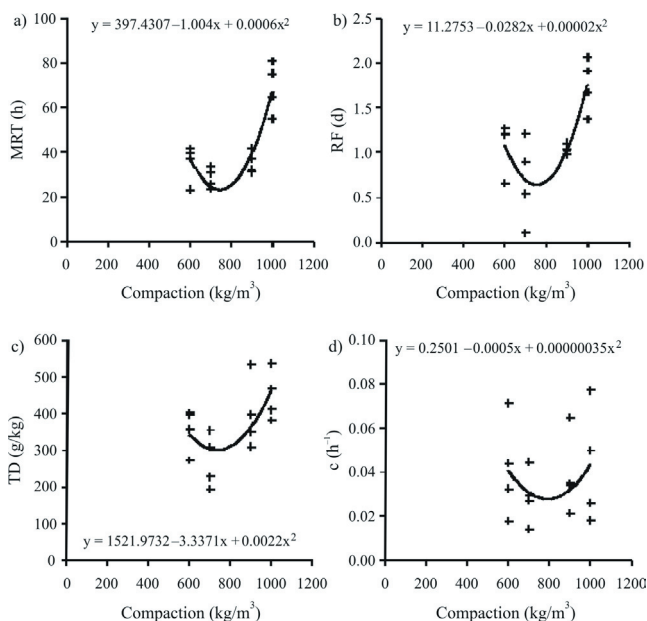 a)
y = 397.4307–1.004x + 0.0006x²
MRT (h)
100
80
60
40
20
0
0 200 400 600 800 1000 1200
Compaction (kg/m³)
b)
y = 11.2753–0.0282x + 0.00002x²
RF (d)
2.5
2.0
1.5
1.0
0.5
0.0
0 200 400 600 800 1000 1200
Compaction (kg/m³)
c)
TD (g/kg)
600
500
400
300
200
100
0
y = 1521.9732–3.3371x + 0.0022x²
0 200 400 600 800 1000 1200
Compaction (kg/m³)
d)
y = 0.2501 –0.0005x + 0.00000035x²
c (h⁻¹)
0.10
0.08
0.06
0.04
0.02
0.00
0 200 400 600 800 1000 1200
Compaction (kg/m³)